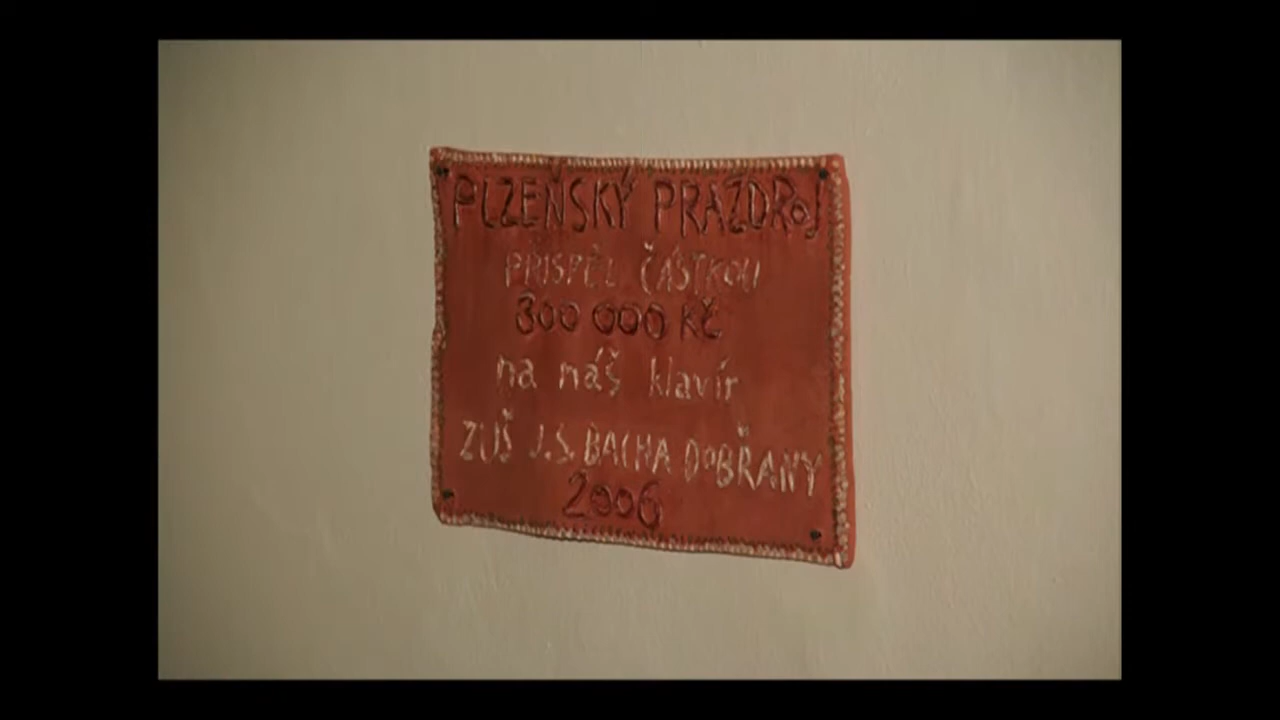 PLZEŇSKÝ PRAZDROJ
PŘISPĚL ČÁSTKOU
300 000 KČ
na náš klavír
ZUŠ J.S. BACHA DOBŘANY
2006